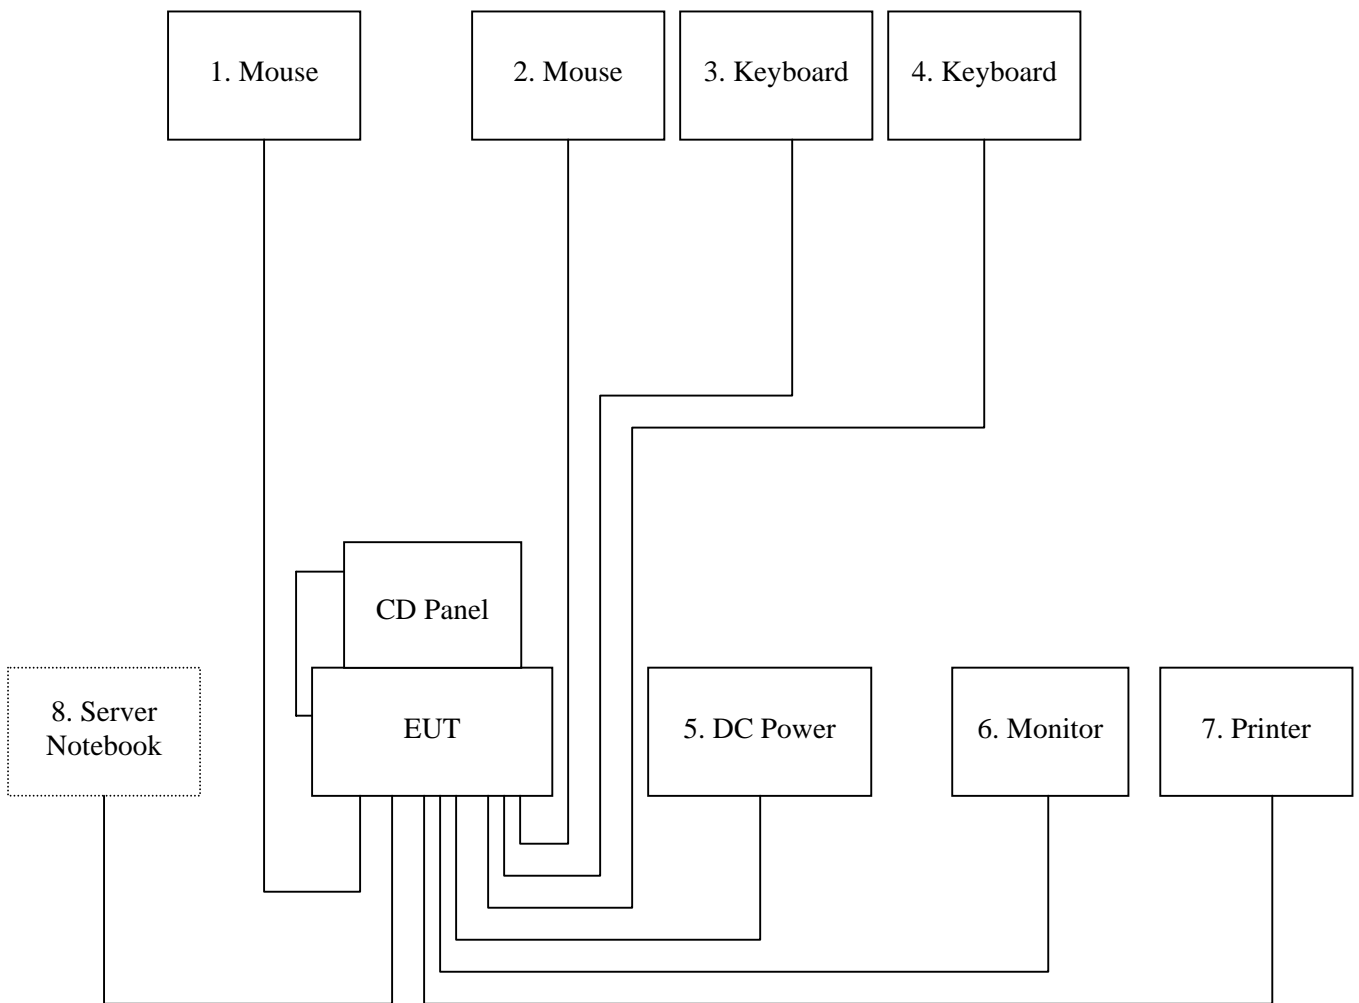 1. Mouse
2. Mouse
3. Keyboard
4. Keyboard
CD Panel
8. Server
Notebook
EUT
5. DC Power
6. Monitor
7. Printer